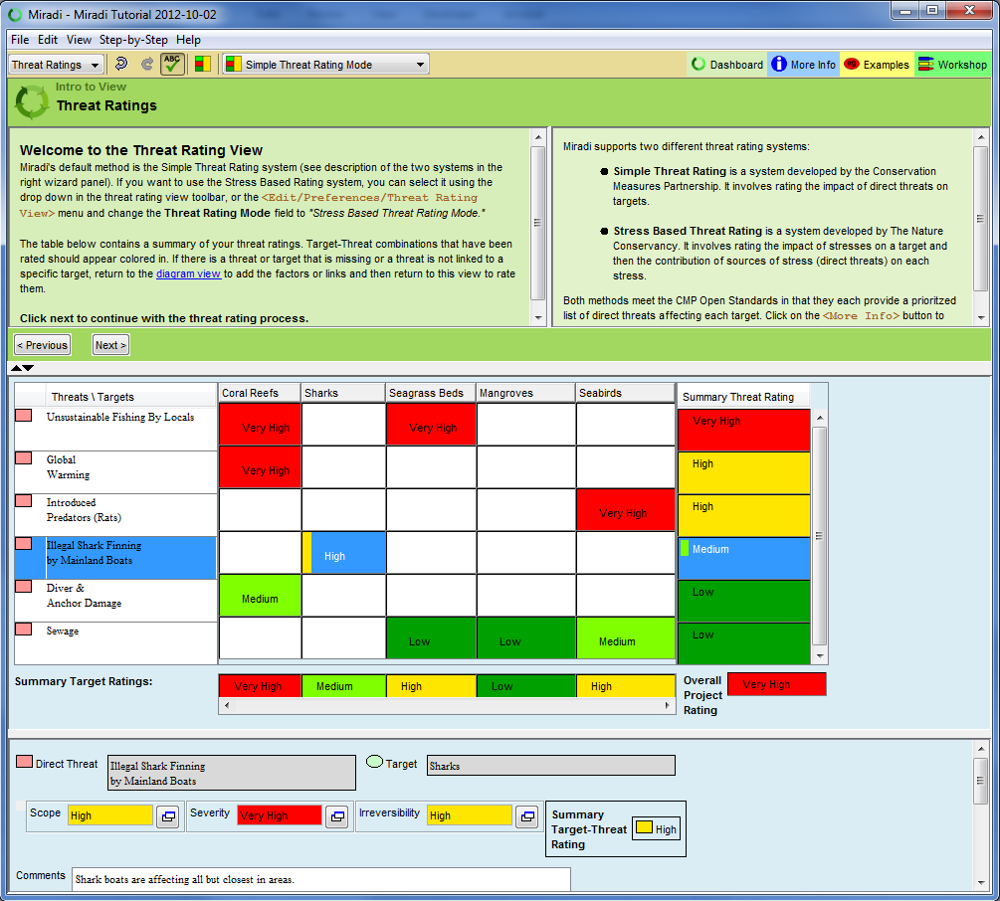 Miradi - Miradi Tutorial 2012-10-02
File Edit View Step-by-Step Help
Threat Ratings ABC Simple Threat Rating Mode Dashboard More Info Examples Workshop
Intro to View
Threat Ratings
Welcome to the Threat Rating View
Miradi's default method is the Simple Threat Rating system (see description of the two systems in the
right wizard panel). If you want to use the Stress Based Rating system, you can select it using the
drop down in the threat rating view toolbar, or the <Edit/Preferences/Threat Rating
View> menu and change the Threat Rating Mode field to "Stress Based Threat Rating Mode."
The table below contains a summary of your threat ratings. Target-Threat combinations that have been
rated should appear colored in. If there is a threat or target that is missing or a threat is not linked to a
specific target, return to the diagram view to add the factors or links and then return to this view to rate
them.
Click next to continue with the threat rating process.
Miradi supports two different threat rating systems:
● Simple Threat Rating is a system developed by the Conservation
Measures Partnership. It involves rating the impact of direct threats on
targets.
● Stress Based Threat Rating is a system developed by The Nature
Conservancy. It involves rating the impact of stresses on a target and
then the contribution of sources of stress (direct threats) on each
stress.
Both methods meet the CMP Open Standards in that they each provide a prioritzed
list of direct threats affecting each target. Click on the <More Info> button to
< Previous Next >
Threats \ Targets Coral Reefs Sharks Seagrass Beds Mangroves Seabirds Summary Threat Rating
Unsustainable Fishing By Locals Very High Very High Very High
Global
Warming Very High High
Introduced
Predators (Rats) Very High High
Illegal Shark Finning
by Mainland Boats High Medium
Diver &
Anchor Damage Medium Low
Sewage Low Low Medium Low
Summary Target Ratings: Very High Medium High Low High
Overall
Project
Rating
Very High
Direct Threat
Illegal Shark Finning
by Mainland Boats
Target Sharks
Scope High Severity Very High Irreversibility High
Summary
Target-Threat
Rating
High
Comments Shark boats are affecting all but closest in areas.